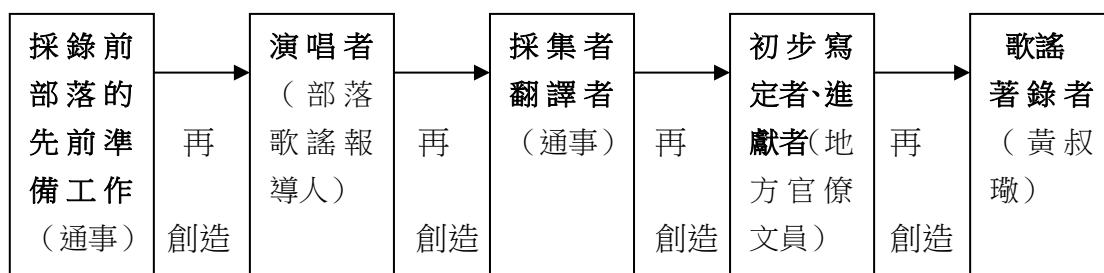 採錄前
部落的
先前準
備工作
（通事）
再
創造
演唱者
（部落
歌謠報
導人）
再
創造
採集者
翻譯者
（通事）
再
創造
初步寫
定者、進
獻者（地
方官僚
文員）
再
創造
歌謠
著錄者
（黃叔
璥）